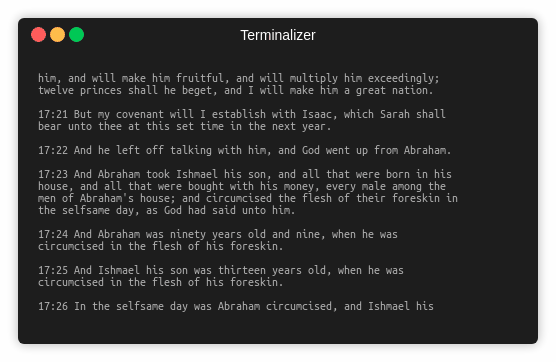 Terminalizer
him, and will make him fruitful, and will multiply him exceedingly;
twelve princes shall he beget, and I will make him a great nation.
17:21 But my covenant will I establish with Isaac, which Sarah shall
bear unto thee at this set time in the next year.
17:22 And he left off talking with him, and God went up from Abraham.
17:23 And Abraham took Ishmael his son, and all that were born in his
house, and all that were bought with his money, every male among the
men of Abraham's house; and circumcised the flesh of their foreskin in
the selfsame day, as God had said unto him.
17:24 And Abraham was ninety years old and nine, when he was
circumcised in the flesh of his foreskin.
17:25 And Ishmael his son was thirteen years old, when he was
circumcised in the flesh of his foreskin.
17:26 In the selfsame day was Abraham circumcised, and Ishmael his